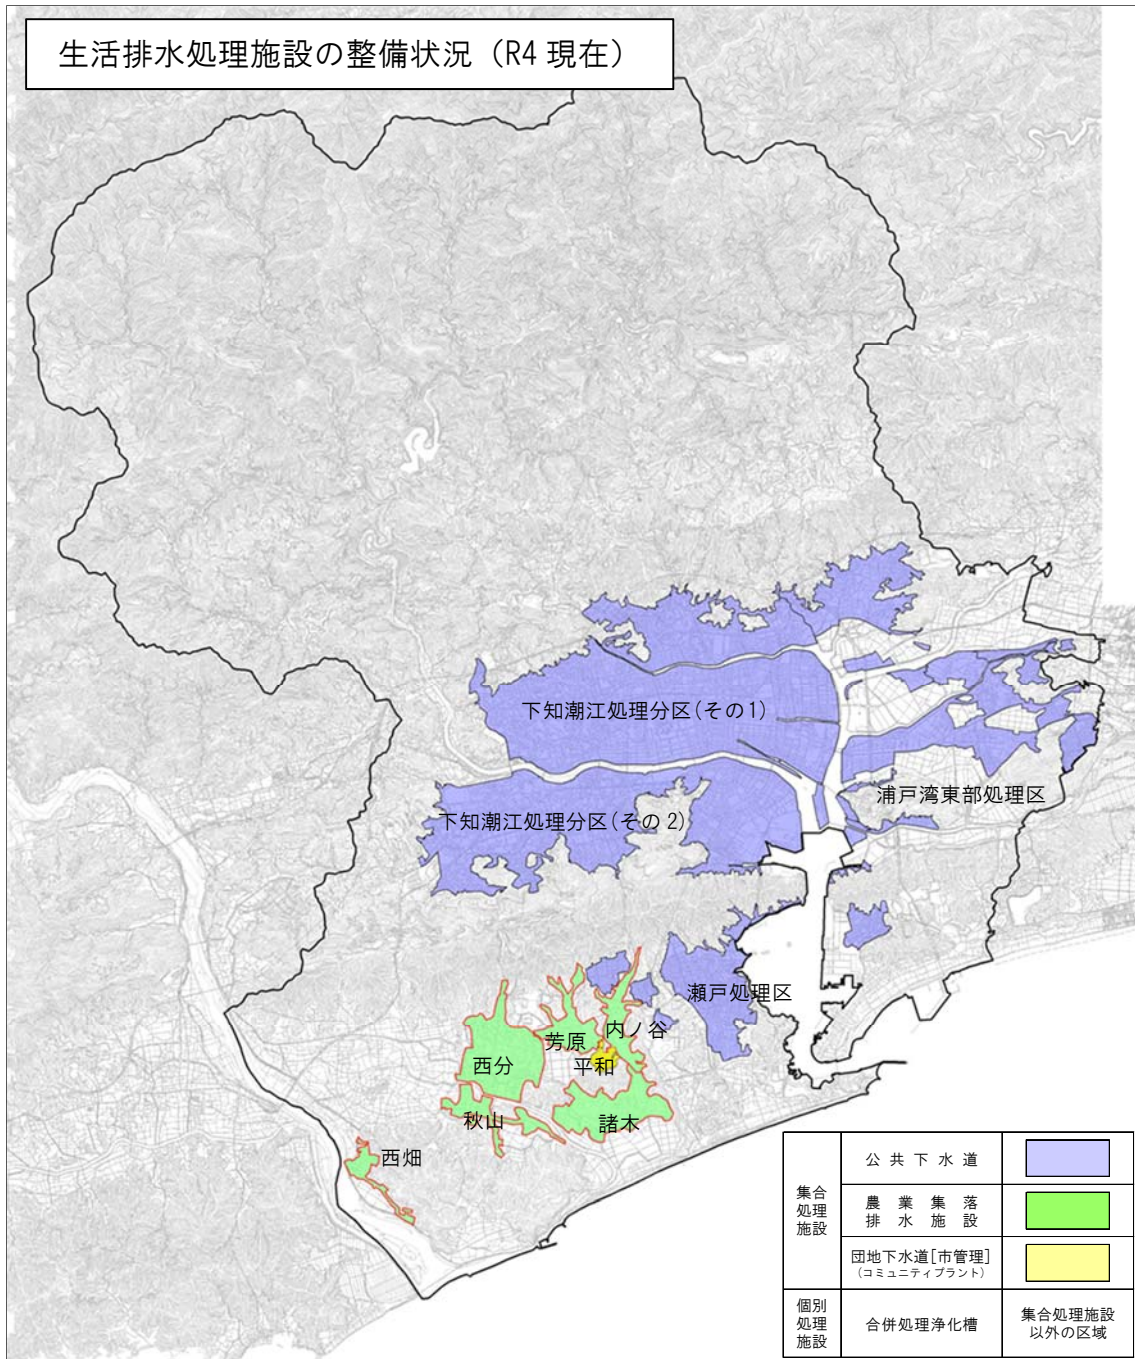 生活排水処理施設の整備状況（R4 現在）
下知潮江処理分区(その1)
浦戸湾東部処理区
下知潮江処理分区(その 2)
瀬戸処理区
内ノ谷
芳原
西分
平和
秋山
諸木
西畑
集合
処理
施設
公共下水道
農業集落
排水施設
団地下水道[市管理]
(コミュニティプラント)
個別
処理
施設
合併処理浄化槽
集合処理施設
以外の区域